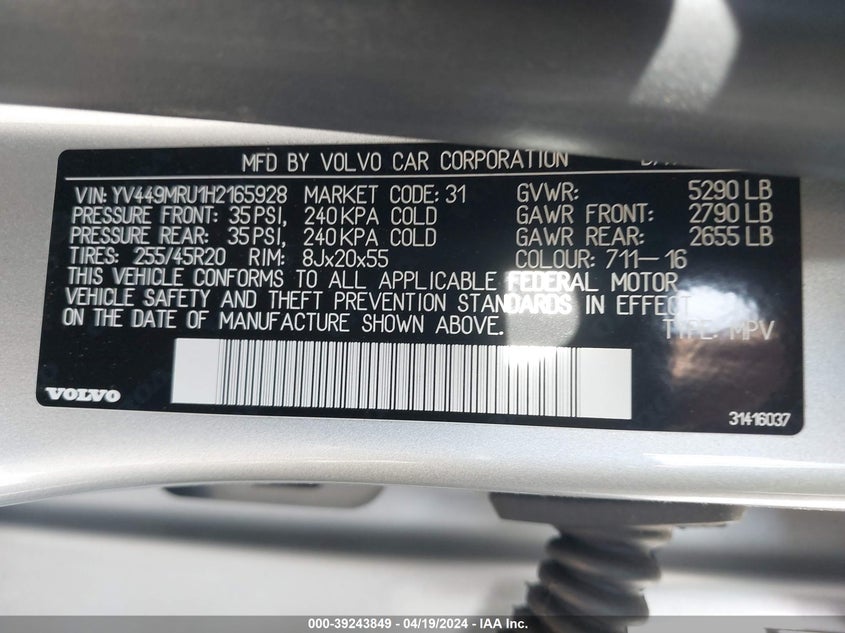 MFD BY VOLVO CAR CORPORATION
VIN: YV449MRU1H2165928 MARKET CODE: 31 GVWR: 5290 LB
PRESSURE FRONT: 35 PSI, 240 KPA COLD GAWR FRONT: 2790 LB
PRESSURE REAR: 35 PSI, 240 KPA COLD GAWR REAR: 2655 LB
TIRES: 255/45R20 RIM: 8Jx20x55 COLOUR: 711-16
THIS VEHICLE CONFORMS TO ALL APPLICABLE FEDERAL MOTOR
VEHICLE SAFETY AND THEFT PREVENTION STANDARDS IN EFFECT
ON THE DATE OF MANUFACTURE SHOWN ABOVE.
TYPE: MPV
VOLVO
31416037
000-39243849 - 04/19/2024 - IAA Inc.